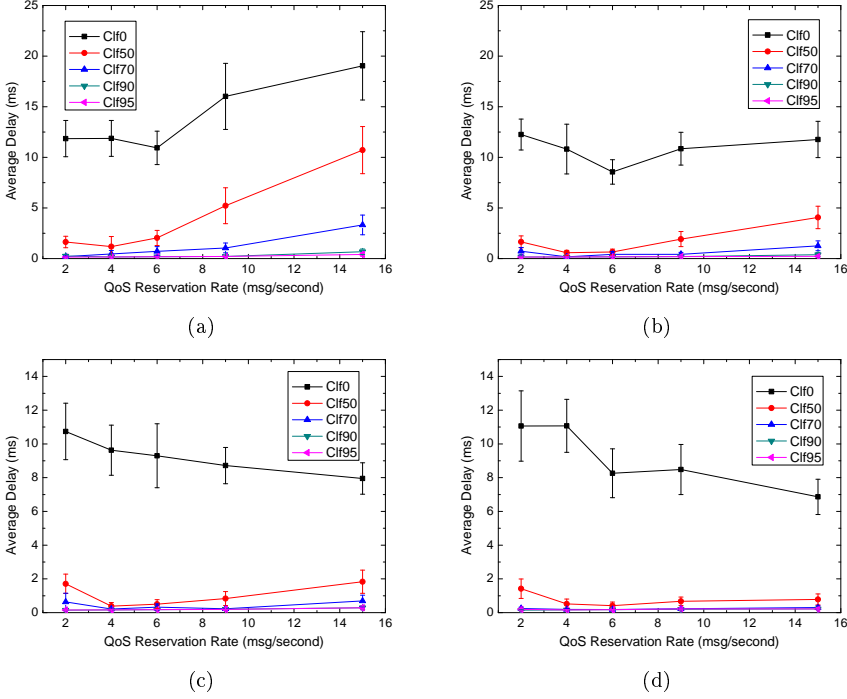 25
20
15
10
5
0
Average Delay (ms)
Clf0
Clf50
Clf70
Clf90
Clf95
2 4 6 8 10 12 14 16
QoS Reservation Rate (msg/second)
(a)
25
20
15
10
5
0
Average Delay (ms)
Clf0
Clf50
Clf70
Clf90
Clf95
2 4 6 8 10 12 14 16
QoS Reservation Rate (msg/second)
(b)
14
12
10
8
6
4
2
0
Average Delay (ms)
Clf0
Clf50
Clf70
Clf90
Clf95
2 4 6 8 10 12 14 16
QoS Reservation Rate (msg/second)
(c)
14
12
10
8
6
4
2
0
Average Delay (ms)
Clf0
Clf50
Clf70
Clf90
Clf95
2 4 6 8 10 12 14 16
QoS Reservation Rate (msg/second)
(d)